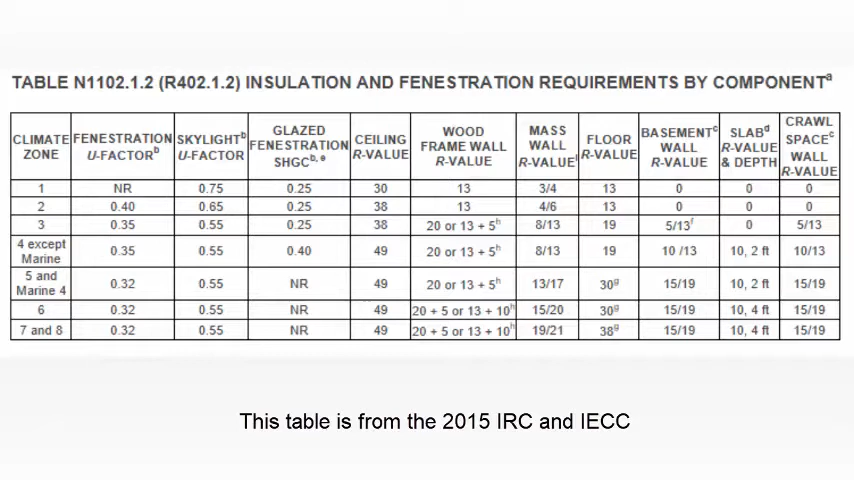 TABLE N1102.1.2 (R402.1.2) INSULATION AND FENESTRATION REQUIREMENTS BY COMPONENTa
CLIMATE ZONE FENESTRATION U-FACTORb SKYLIGHTb U-FACTOR GLAZED FENESTRATION SHGCb, e CEILING R-VALUE WOOD FRAME WALL R-VALUE MASS WALL R-VALUEi FLOOR R-VALUE BASEMENTc WALL R-VALUE SLABd R-VALUE & DEPTH CRAWL SPACEc WALL R-VALUE
1 NR 0.75 0.25 30 13 3/4 13 0 0 0
2 0.40 0.65 0.25 38 13 4/6 13 0 0 0
3 0.35 0.55 0.25 38 20 or 13 + 5h 8/13 19 5/13f 0 5/13
4 except Marine 0.35 0.55 0.40 49 20 or 13 + 5h 8/13 19 10 /13 10, 2 ft 10/13
5 and Marine 4 0.32 0.55 NR 49 20 or 13 + 5h 13/17 30g 15/19 10, 2 ft 15/19
6 0.32 0.55 NR 49 20 + 5 or 13 + 10h 15/20 30g 15/19 10, 4 ft 15/19
7 and 8 0.32 0.55 NR 49 20 + 5 or 13 + 10h 19/21 38g 15/19 10, 4 ft 15/19
This table is from the 2015 IRC and IECC